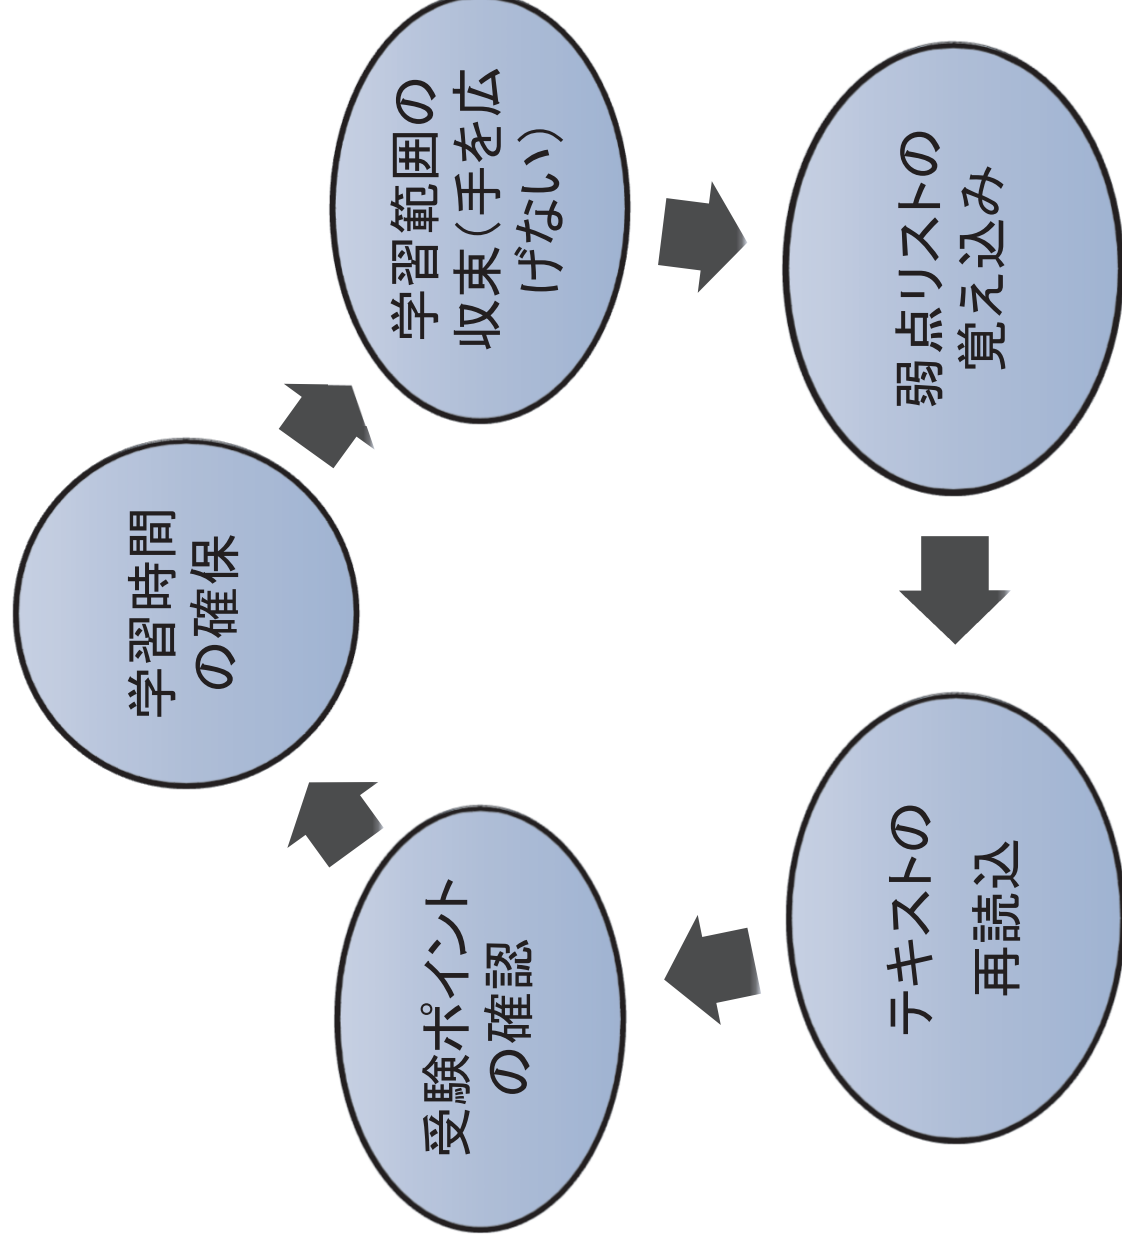 学習時間
の確保
学習範囲の
収束(手を広
げない)
弱点リストの
覚え込み
テキストの
再読込
受験ポイント
の確認